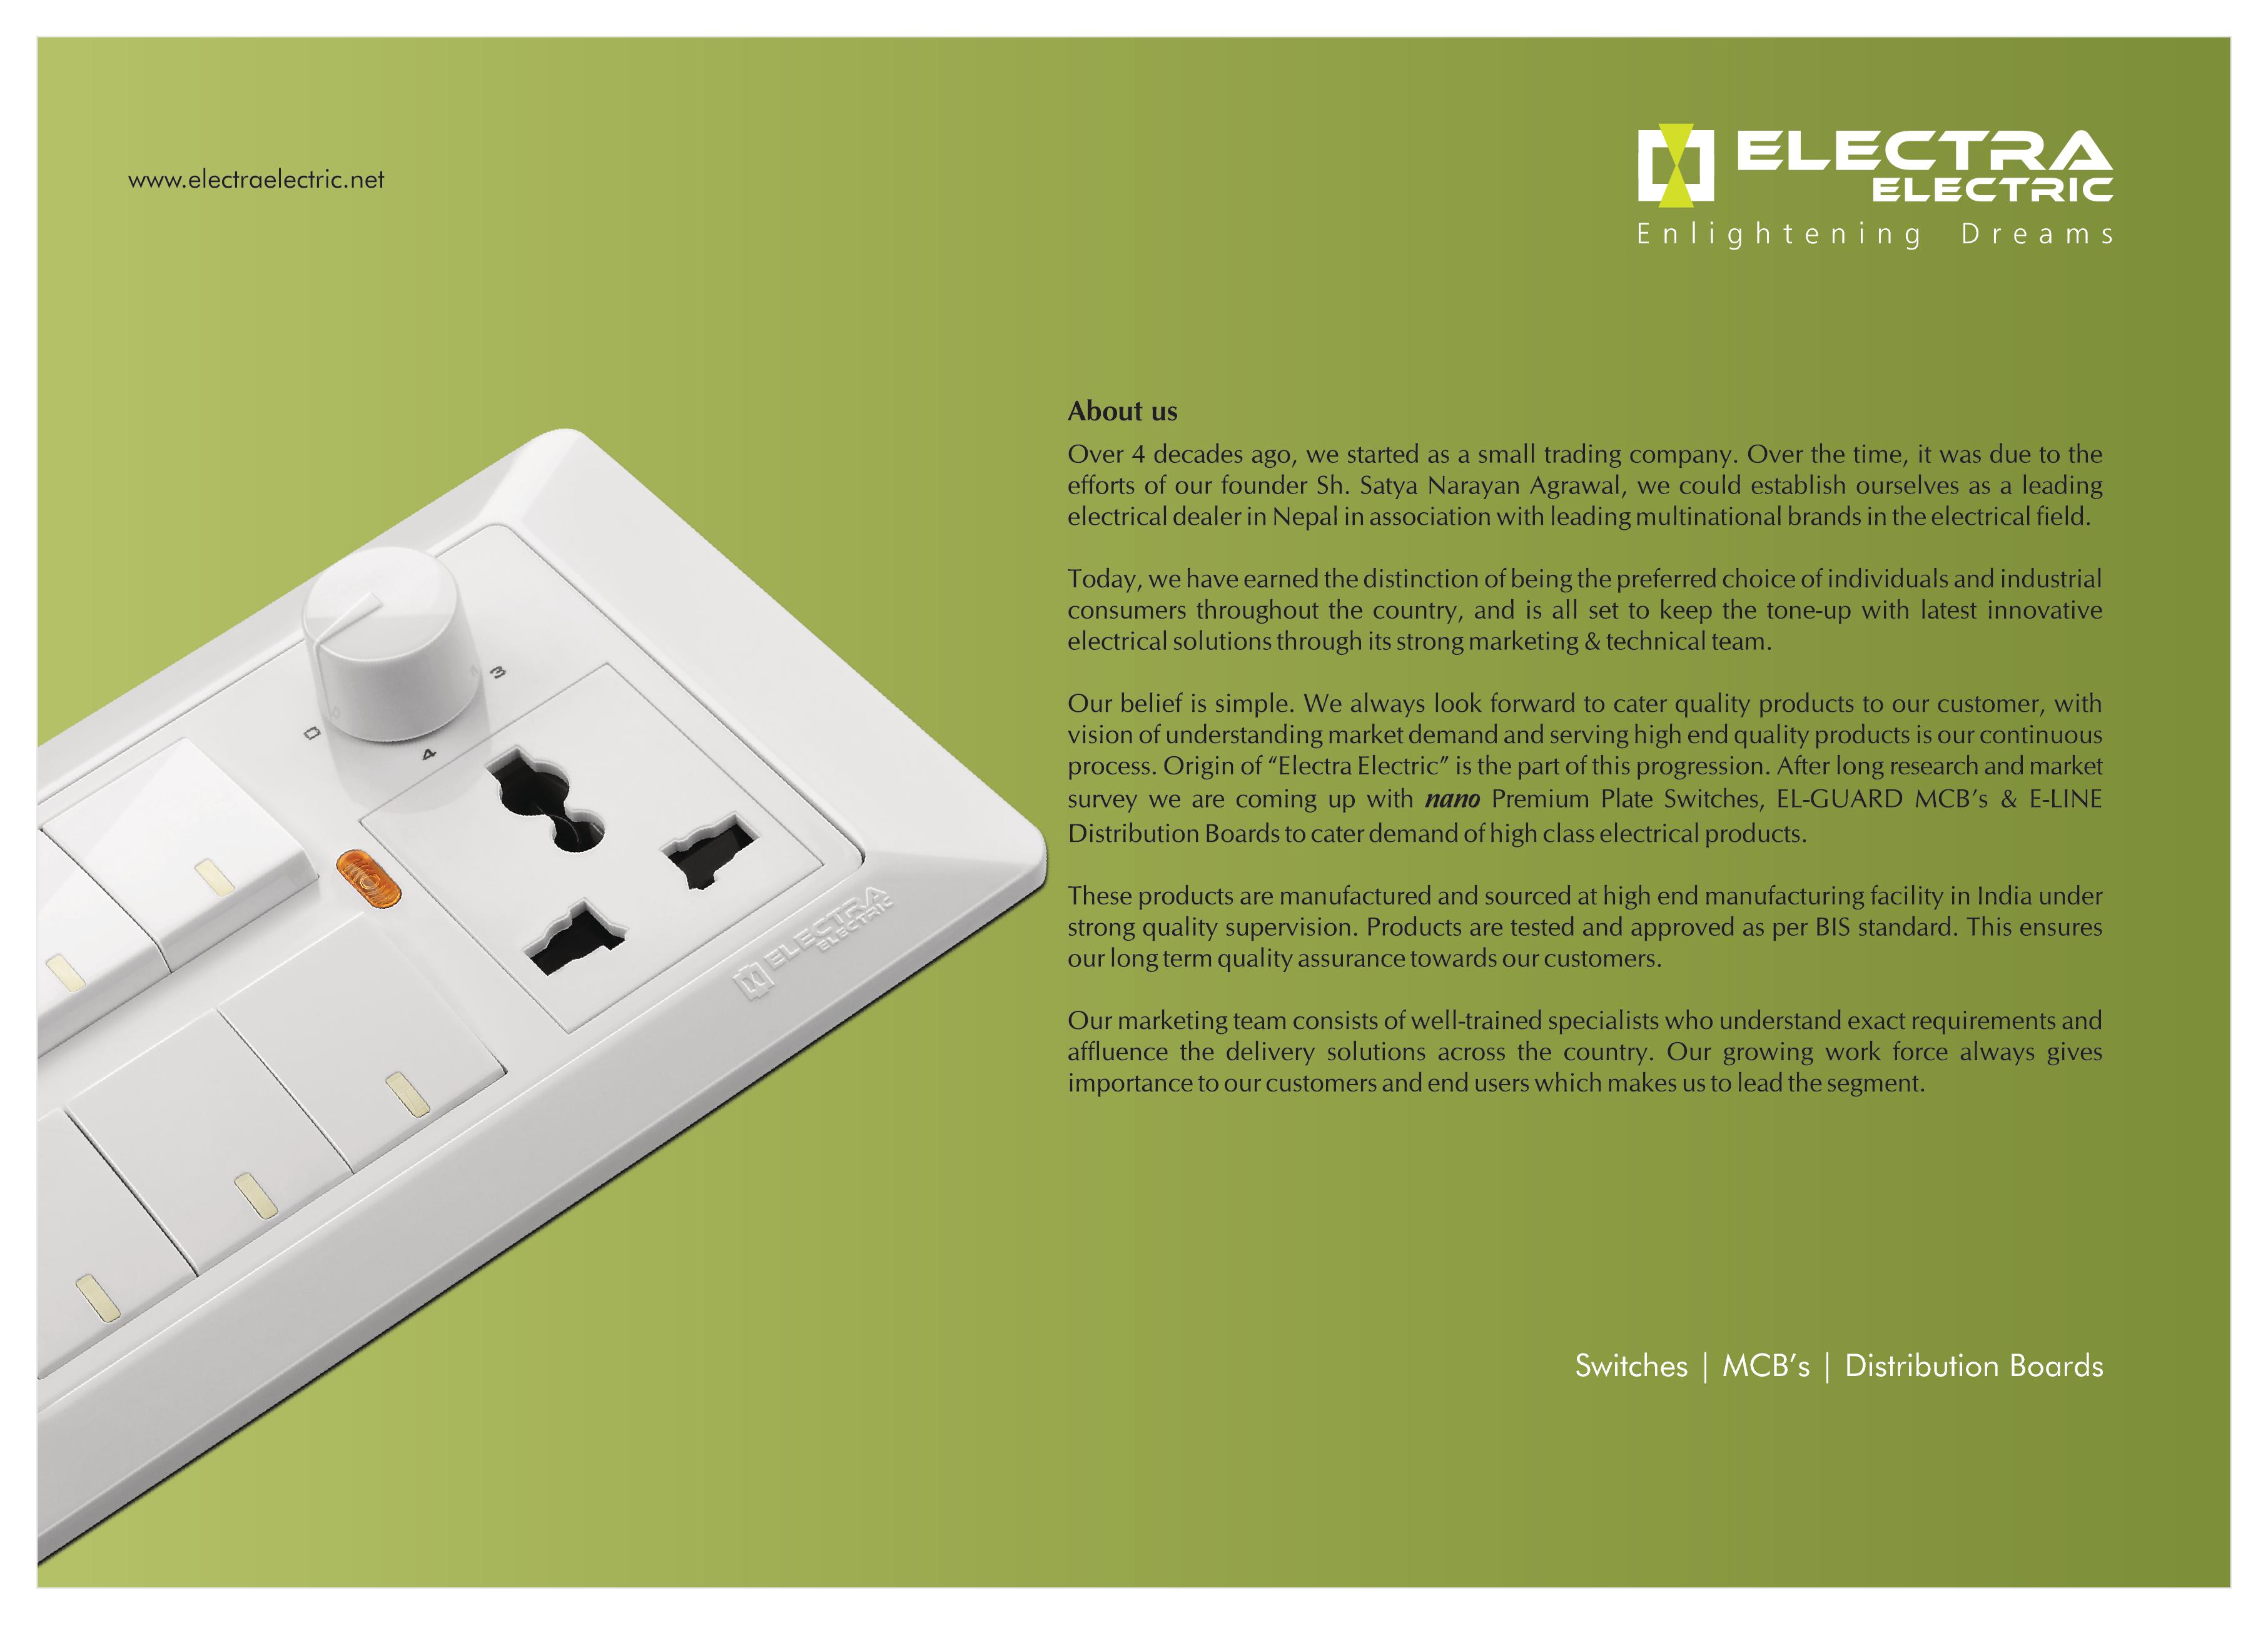 www.electraelectric.net
ELECTRA
ELECTRIC
Enlightening Dreams
About us
Over 4 decades ago, we started as a small trading company. Over the time, it was due to the
efforts of our founder Sh. Satya Narayan Agrawal, we could establish ourselves as a leading
electrical dealer in Nepal in association with leading multinational brands in the electrical field.
Today, we have earned the distinction of being the preferred choice of individuals and industrial
consumers throughout the country, and is all set to keep the tone-up with latest innovative
electrical solutions through its strong marketing & technical team.
Our belief is simple. We always look forward to cater quality products to our customer, with
vision of understanding market demand and serving high end quality products is our continuous
process. Origin of “Electra Electric” is the part of this progression. After long research and market
survey we are coming up with nano Premium Plate Switches, EL-GUARD MCB’s & E-LINE
Distribution Boards to cater demand of high class electrical products.
These products are manufactured and sourced at high end manufacturing facility in India under
strong quality supervision. Products are tested and approved as per BIS standard. This ensures
our long term quality assurance towards our customers.
Our marketing team consists of well-trained specialists who understand exact requirements and
affluence the delivery solutions across the country. Our growing work force always gives
importance to our customers and end users which makes us to lead the segment.
0
4
3
ELECTRA
ELECTRIC
Switches | MCB’s | Distribution Boards